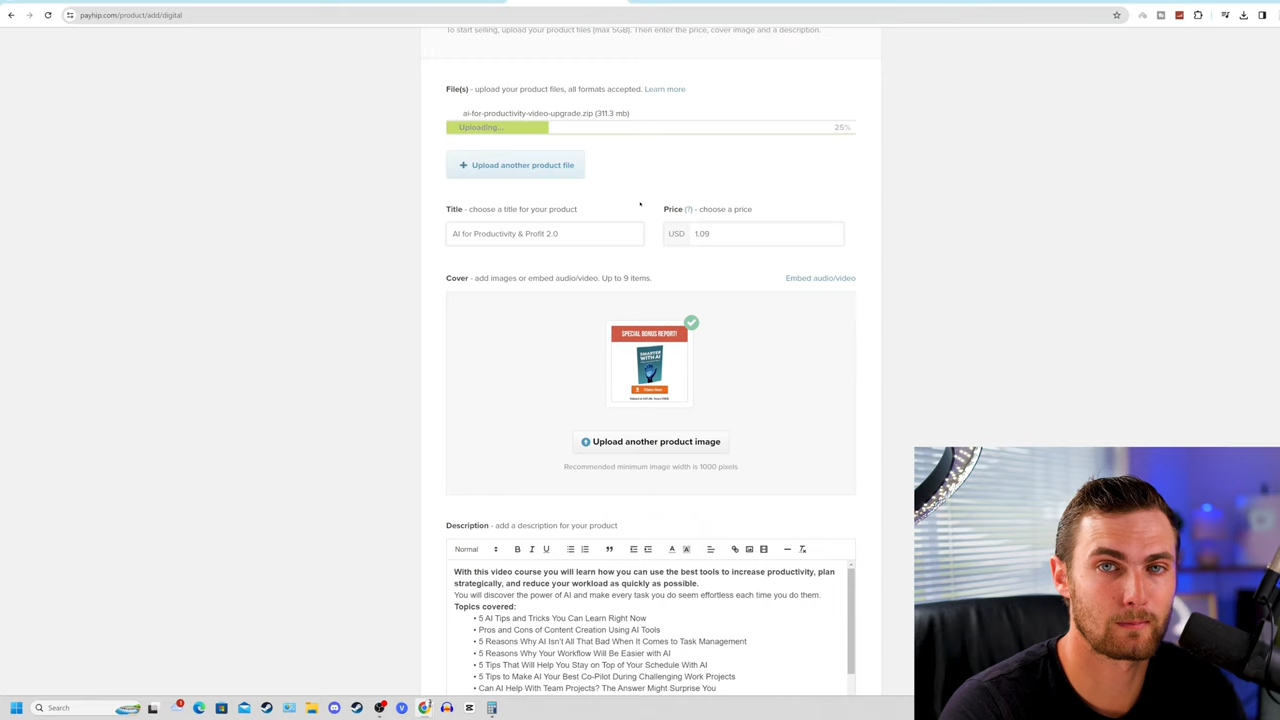 payhip.com/product/add/digital
To start selling, upload your product files (max 5GB). Then enter the price, cover image and a description.
File(s) - upload your product files, all formats accepted. Learn more
ai-for-productivity-video-upgrade.zip (311.3 mb)
Uploading... 25%
+ Upload another product file
Title - choose a title for your product
Price (?) - choose a price
AI for Productivity & Profit 2.0
USD 1.09
Cover - add images or embed audio/video. Up to 9 items.
Embed audio/video
SPECIAL BONUS REPORT!
SMARTER
WITH AI
Upload another product image
Recommended minimum image width is 1000 pixels
Description - add a description for your product
Normal B I U
With this video course you will learn how you can use the best tools to increase productivity, plan
strategically, and reduce your workload as quickly as possible.
You will discover the power of AI and make every task you do seem effortless each time you do them.
Topics covered:
• 5 AI Tips and Tricks You Can Learn Right Now
• Pros and Cons of Content Creation Using AI Tools
• 5 Reasons Why AI Isn't All That Bad When It Comes to Task Management
• 5 Reasons Why Your Workflow Will Be Easier with AI
• 5 Tips That Will Help You Stay on Top of Your Schedule With AI
• 5 Tips to Make AI Your Best Co-Pilot During Challenging Work Projects
• Can AI Help With Team Projects? The Answer Might Surprise You
Search